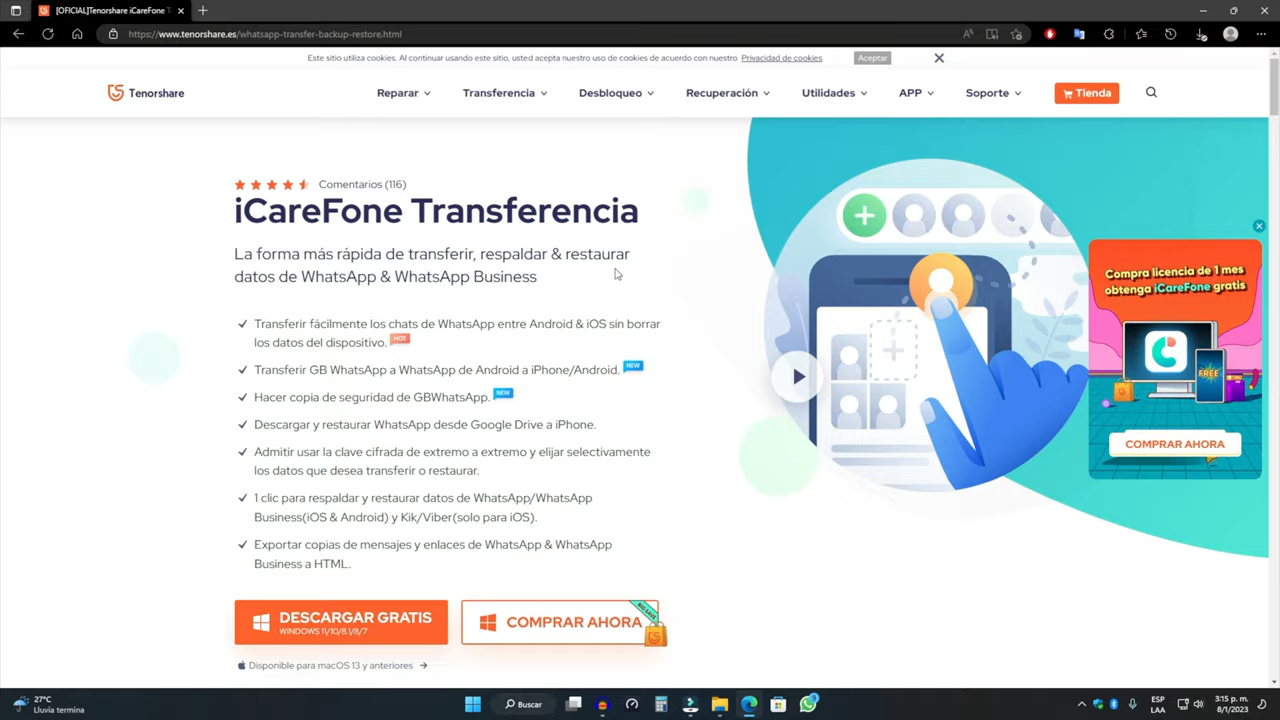 [OFICIAL]Tenorshare iCareFone T
https://www.tenorshare.es/whatsapp-transfer-backup-restore.html
Este sitio utiliza cookies. Al continuar usando este sitio, usted acepta nuestro uso de cookies de acuerdo con nuestro Privacidad de cookies
Aceptar
Tenorshare
Reparar
Transferencia
Desbloqueo
Recuperación
Utilidades
APP
Soporte
Tienda
Comentarios (116)
iCareFone Transferencia
La forma más rápida de transferir, respaldar & restaurar
datos de WhatsApp & WhatsApp Business
Transferir fácilmente los chats de WhatsApp entre Android & iOS sin borrar
los datos del dispositivo. HOT
Transferir GB WhatsApp a WhatsApp de Android a iPhone/Android. NEW
Hacer copia de seguridad de GBWhatsApp. NEW
Descargar y restaurar WhatsApp desde Google Drive a iPhone.
Admitir usar la clave cifrada de extremo a extremo y elijar selectivamente
los datos que desea transferir o restaurar.
1 clic para respaldar y restaurar datos de WhatsApp/WhatsApp
Business(iOS & Android) y Kik/Viber(solo para iOS).
Exportar copias de mensajes y enlaces de WhatsApp & WhatsApp
Business a HTML.
DESCARGAR GRATIS
WINDOWS 11/10/8.1/8/7
COMPRAR AHORA
BIG SAVE
Disponible para macOS 13 y anteriores
Compra licencia de 1 mes
obtenga iCareFone gratis
FREE
COMPRAR AHORA
27°C
Lluvia termina
Buscar
9
ESP
LAA
3:15 p. m.
8/1/2023